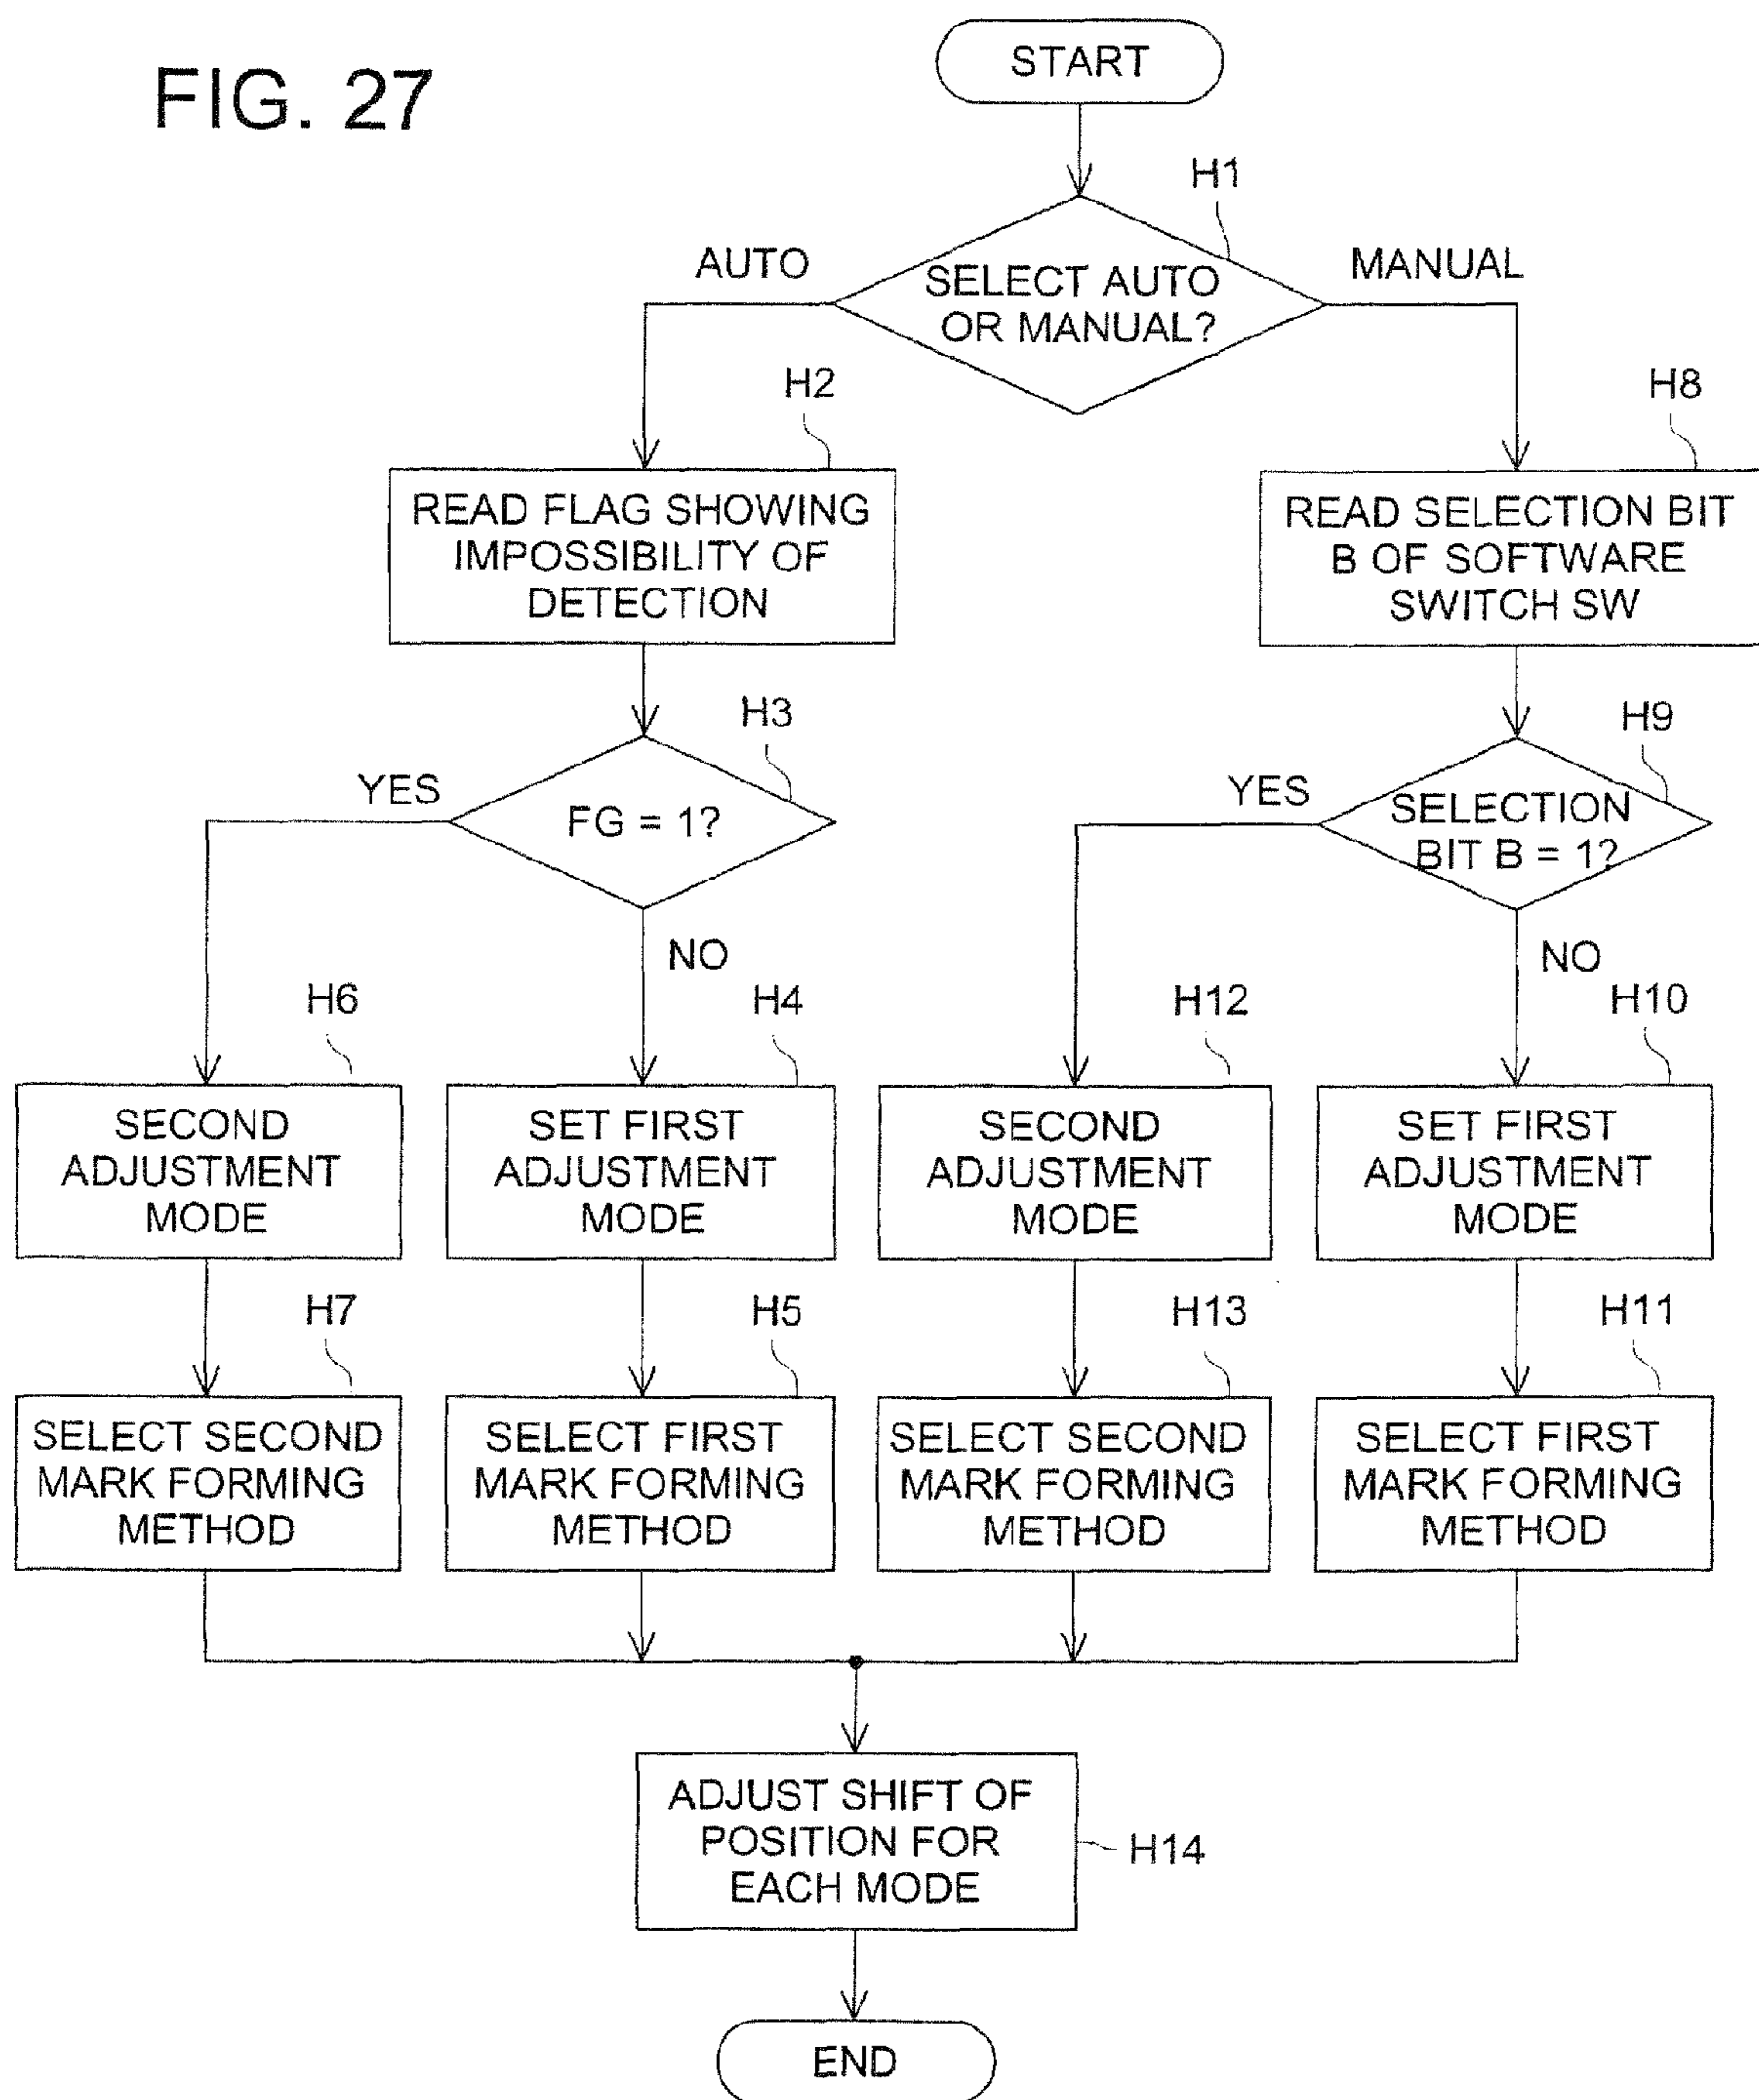 FIG. 27
START
H1
AUTO
MANUAL
SELECT AUTO
OR MANUAL?
H2
H8
READ FLAG SHOWING
IMPOSSIBILITY OF
DETECTION
READ SELECTION BIT
B OF SOFTWARE
SWITCH SW
H3
H9
YES
FG = 1?
YES
SELECTION
BIT B = 1?
NO
NO
H6
H4
H12
H10
SECOND
ADJUSTMENT
MODE
SET FIRST
ADJUSTMENT
MODE
SECOND
ADJUSTMENT
MODE
SET FIRST
ADJUSTMENT
MODE
H7
H5
H13
H11
SELECT SECOND
MARK FORMING
METHOD
SELECT FIRST
MARK FORMING
METHOD
SELECT SECOND
MARK FORMING
METHOD
SELECT FIRST
MARK FORMING
METHOD
ADJUST SHIFT OF
POSITION FOR
EACH MODE
H14
END